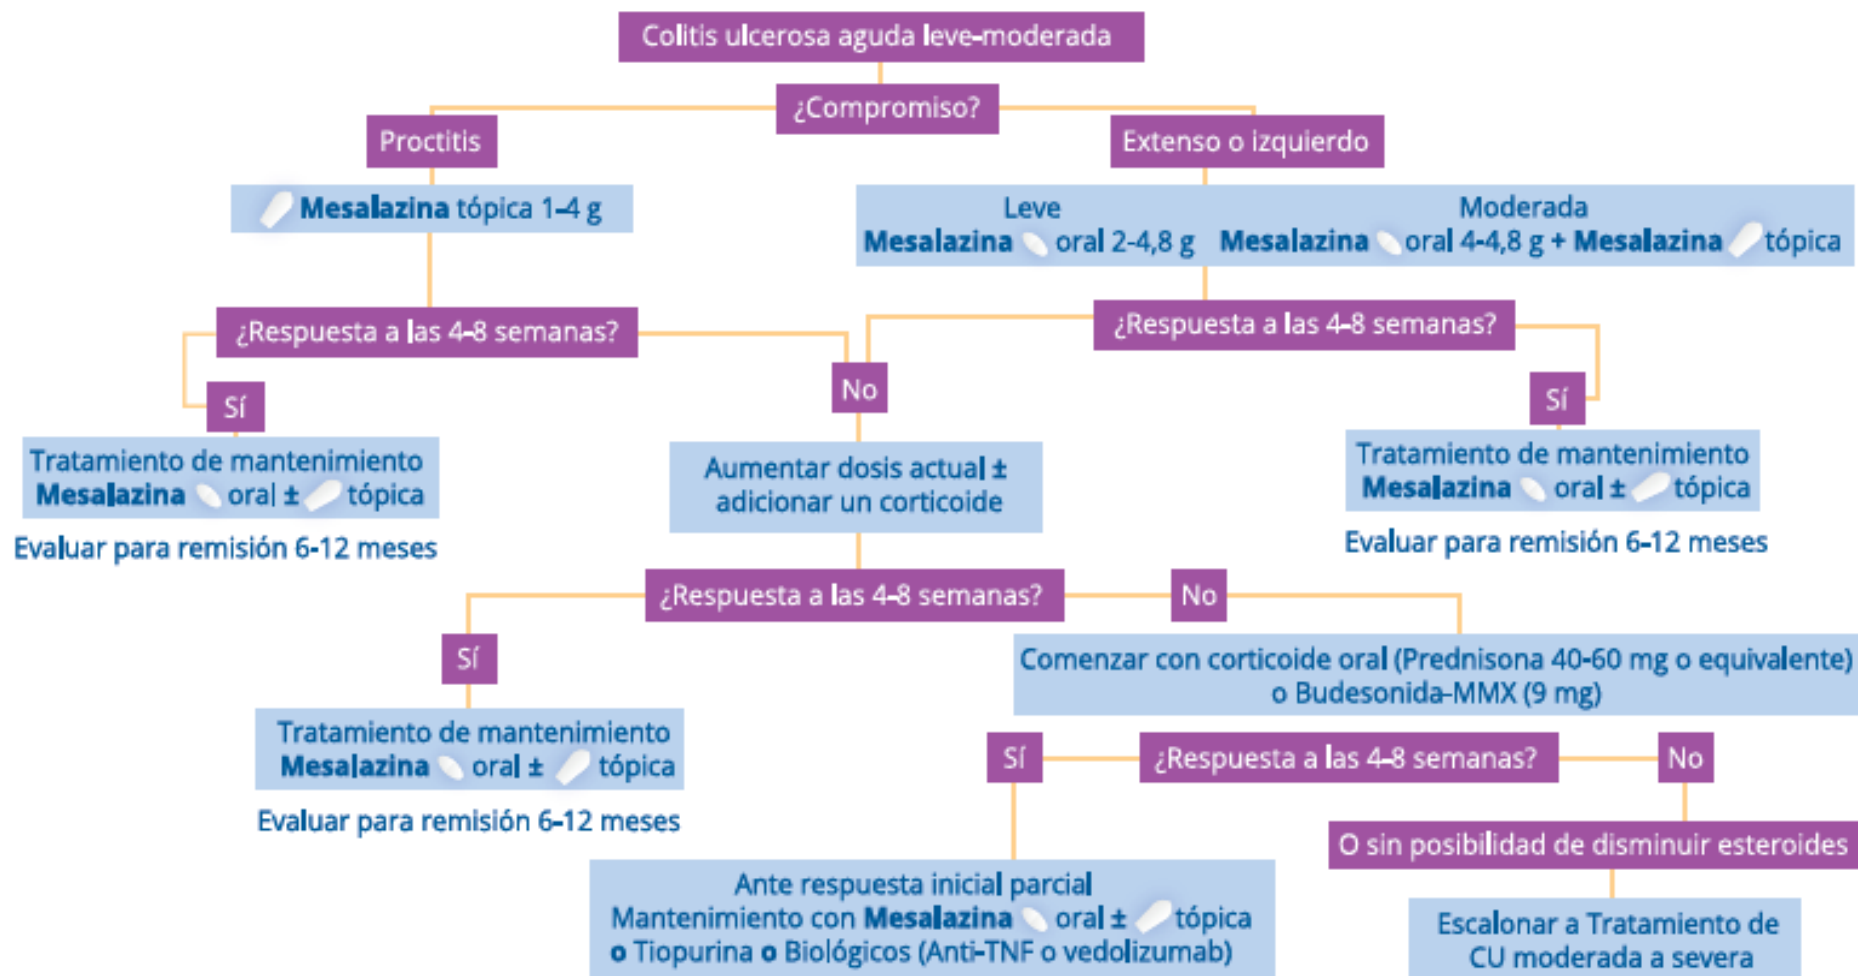 Colitis ulcerosa aguda leve-moderada
¿Compromiso?
Proctitis
Extenso o izquierdo
Mesalazina tópica 1-4 g
Leve
Mesalazina oral 2-4,8 g
Moderada
Mesalazina oral 4-4,8 g + Mesalazina tópica
¿Respuesta a las 4-8 semanas?
¿Respuesta a las 4-8 semanas?
Sí
No
Sí
Tratamiento de mantenimiento
Mesalazina oral ± tópica
Evaluar para remisión 6-12 meses
Aumentar dosis actual ±
adicionar un corticoide
Tratamiento de mantenimiento
Mesalazina oral ± tópica
Evaluar para remisión 6-12 meses
¿Respuesta a las 4-8 semanas?
No
Sí
Comenzar con corticoide oral (Prednisona 40-60 mg o equivalente)
o Budesonida-MMX (9 mg)
Tratamiento de mantenimiento
Mesalazina oral ± tópica
Evaluar para remisión 6-12 meses
Sí
¿Respuesta a las 4-8 semanas?
No
O sin posibilidad de disminuir esteroides
Ante respuesta inicial parcial
Mantenimiento con Mesalazina oral ± tópica
o Tiopurina o Biológicos (Anti-TNF o vedolizumab)
Escalonar a Tratamiento de
CU moderada a severa